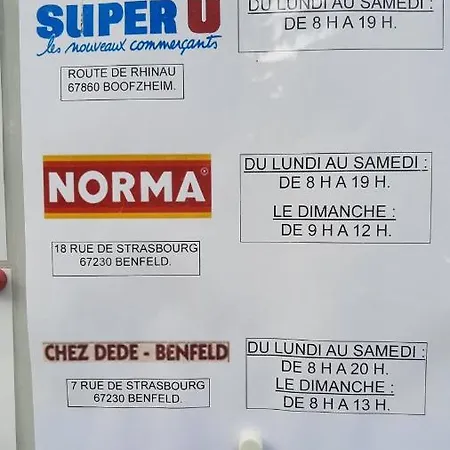 SUPER U
les nouveaux commerçants
DU LUNDI AU SAMEDI :
DE 8 H A 19 H.
ROUTE DE RHINAU
67860 BOOFZHEIM.
NORMA®
DU LUNDI AU SAMEDI :
DE 8 H A 19 H.
LE DIMANCHE :
DE 9 H A 12 H.
18 RUE DE STRASBOURG
67230 BENFELD.
CHEZ DEDE - BENFELD
DU LUNDI AU SAMEDI :
DE 8 H A 20 H.
LE DIMANCHE :
DE 8 H A 13 H.
7 RUE DE STRASBOURG
67230 BENFELD.